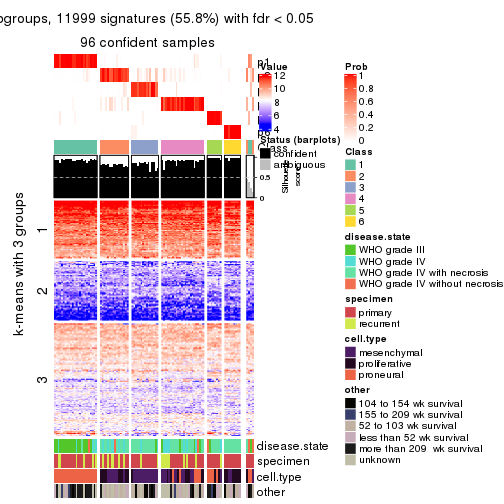 ogroups, 11999 signatures (55.8%) with fdr < 0.05
96 confident samples
k-means with 3 groups
1
2
3
Value
12
10
8
6
4
Status (barplots)
confident
ambiguous
0.5
0
Prob
1
0.8
0.6
0.4
0.2
0
Class
1
2
3
4
5
6
disease.state
WHO grade III
WHO grade IV
WHO grade IV with necrosis
WHO grade IV without necrosis
specimen
primary
recurrent
cell.type
mesenchymal
proliferative
proneural
other
104 to 154 wk survival
155 to 209 wk survival
52 to 103 wk survival
less than 52 wk survival
more than 209 wk survival
unknown
disease.state
specimen
cell.type
other